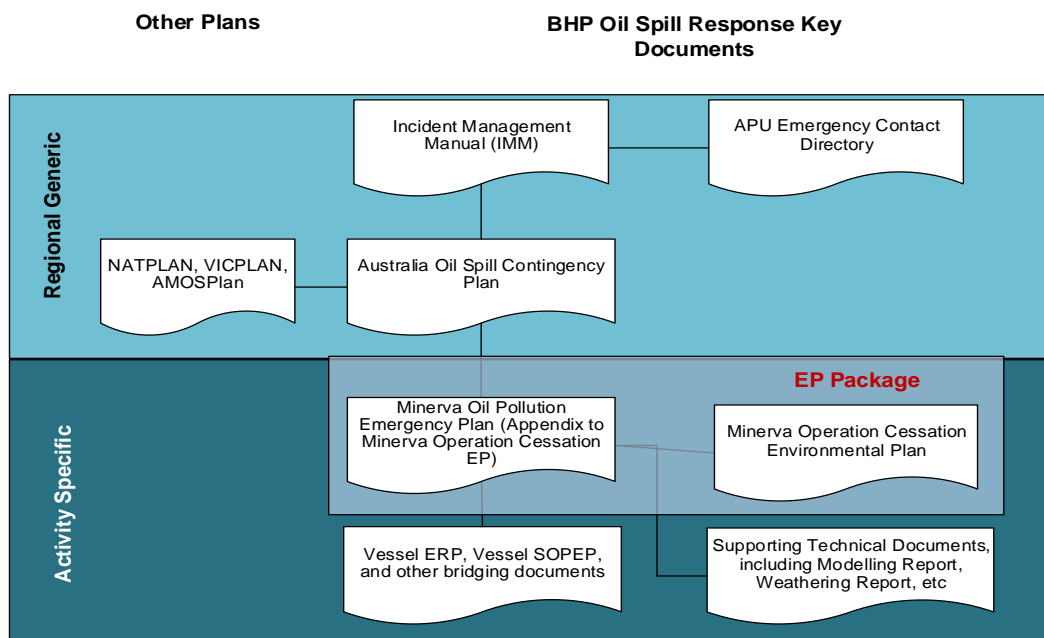 Other Plans
BHP Oil Spill Response Key
Documents
Regional Generic
Incident Management
Manual (IMM)
APU Emergency Contact
Directory
NATPLAN, VICPLAN,
AMOSPlan
Australia Oil Spill Contingency
Plan
Activity Specific
EP Package
Minerva Oil Pollution
Emergency Plan (Appendix to
Minerva Operation Cessation
EP)
Minerva Operation Cessation
Environmental Plan
Vessel ERP, Vessel SOPEP,
and other bridging documents
Supporting Technical Documents,
including Modelling Report,
Weathering Report, etc